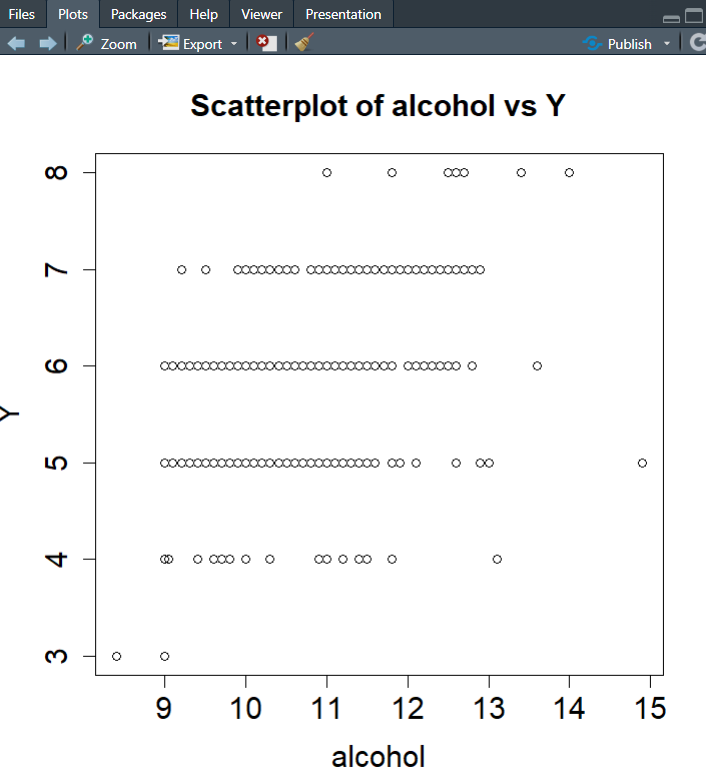 Files Plots Packages Help Viewer Presentation
Zoom Export Publish
Scatterplot of alcohol vs Y
8
7
6
5
4
3
Y
9 10 11 12 13 14 15
alcohol